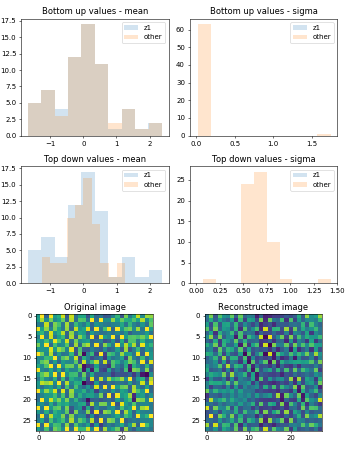 Bottom up values - mean
17.5
15.0
12.5
10.0
7.5
5.0
2.5
0.0
−1 0 1 2
z1
other
Bottom up values - sigma
60
50
40
30
20
10
0
0.0 0.5 1.0 1.5
z1
other
Top down values - mean
17.5
15.0
12.5
10.0
7.5
5.0
2.5
0.0
−1 0 1 2
z1
other
Top down values - sigma
25
20
15
10
5
0
0.00 0.25 0.50 0.75 1.00 1.25 1.50
z1
other
Original image
0
5
10
15
20
25
0 10 20
Reconstructed image
0
5
10
15
20
25
0 10 20